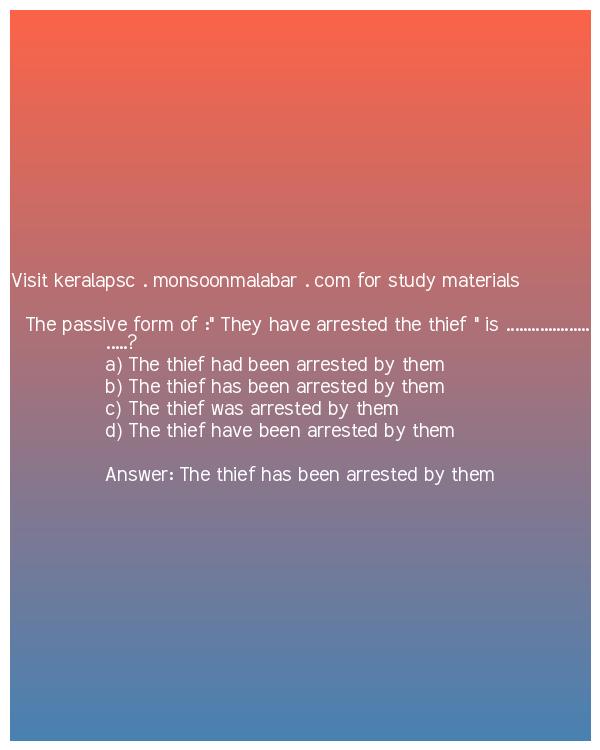 Visit keralapsc . monsoonmalabar . com for study materials
The passive form of :" They have arrested the thief " is ....................
.....?
a) The thief had been arrested by them
b) The thief has been arrested by them
c) The thief was arrested by them
d) The thief have been arrested by them
Answer: The thief has been arrested by them